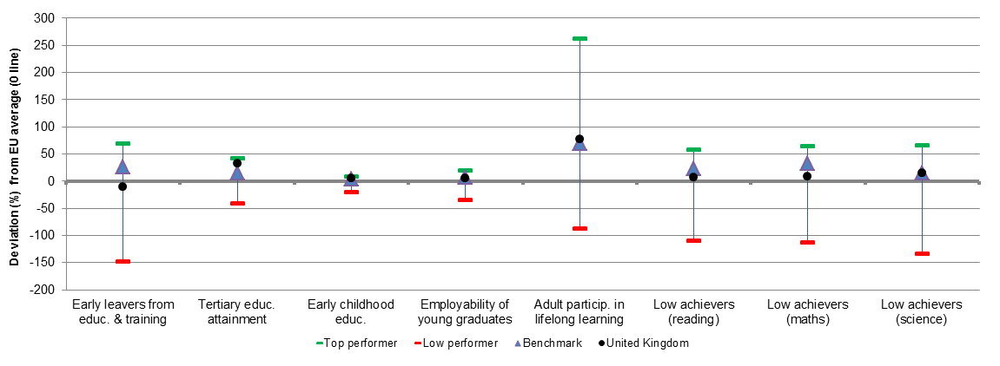 Deviation (%) from EU average (0 line)
300
250
200
150
100
50
0
-50
-100
-150
-200
Early leavers from
educ. & training
Tertiary educ.
attainment
Early childhood
educ.
Employability of
young graduates
Adult particip. in
lifelong learning
Low achievers
(reading)
Low achievers
(maths)
Low achievers
(science)
Top performer
Low performer
Benchmark
United Kingdom